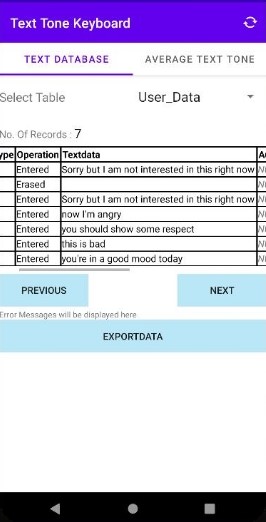 Text Tone Keyboard
TEXT DATABASE AVERAGE TEXT TONE
Select Table User_Data
No. Of Records : 7
ype Operation Textdata
Entered Sorry but I am not interested in this right now
Erased
Entered Sorry but I am not interested in this right now
Entered now I'm angry
Entered you should show some respect
Entered this is bad
Entered you're in a good mood today
PREVIOUS NEXT
Error Messages will be displayed here
EXPORTDATA